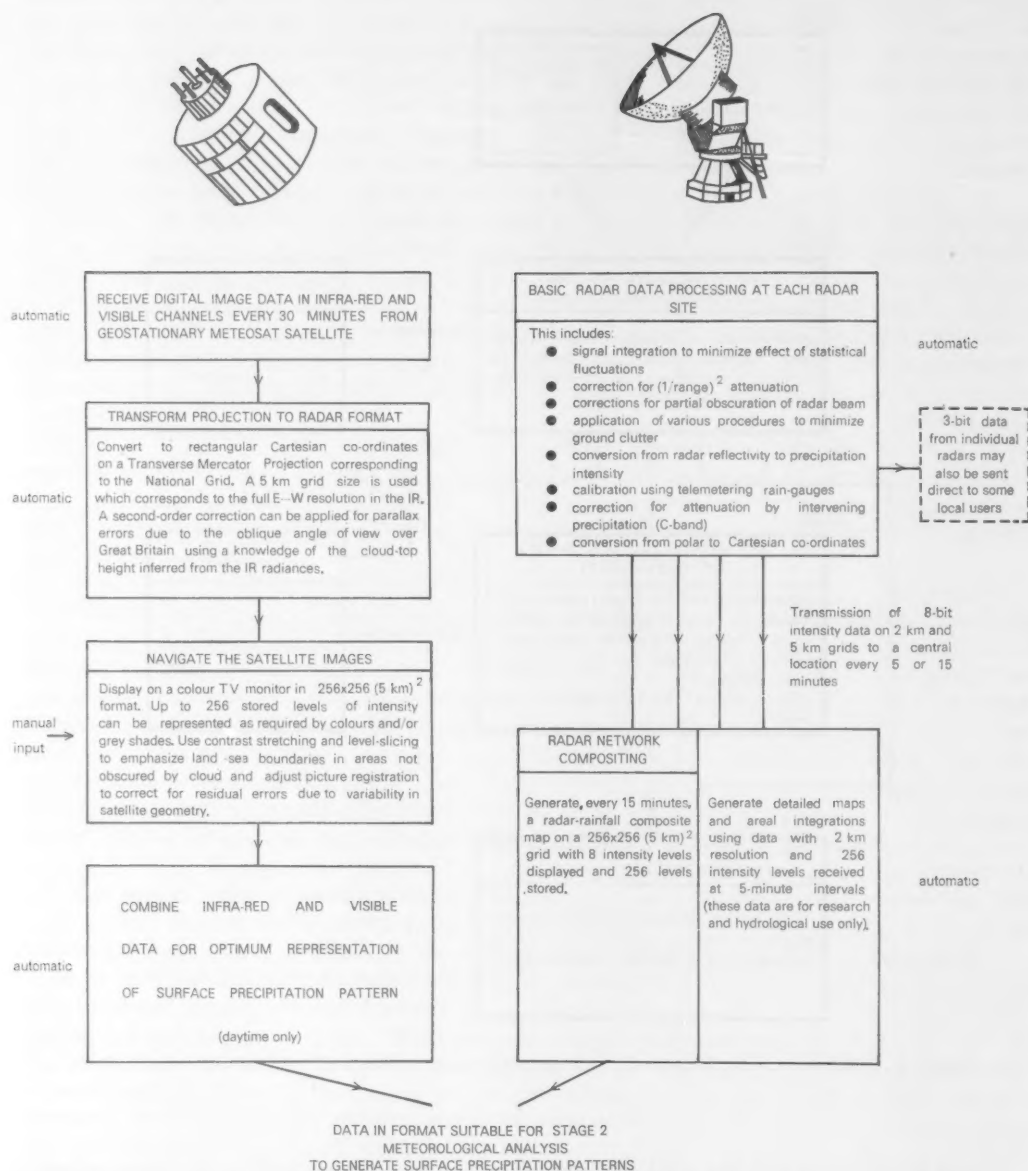 automatic
RECEIVE DIGITAL IMAGE DATA IN INFRA-RED AND
VISIBLE CHANNELS EVERY 30 MINUTES FROM
GEOSTATIONARY METEOSAT SATELLITE
automatic
TRANSFORM PROJECTION TO RADAR FORMAT
Convert to rectangular Cartesian co-ordinates
on a Transverse Mercator Projection corresponding
to the National Grid. A 5 km grid size is used
which corresponds to the full E-W resolution in the IR.
A second-order correction can be applied for parallax
errors due to the oblique angle of view over
Great Britain using a knowledge of the cloud-top
height inferred from the IR radiances.
manual
input
NAVIGATE THE SATELLITE IMAGES
Display on a colour TV monitor in 256x256 (5 km)²
format. Up to 256 stored levels of intensity
can be represented as required by colours and/or
grey shades. Use contrast stretching and level-slicing
to emphasize land-sea boundaries in areas not
obscured by cloud and adjust picture registration
to correct for residual errors due to variability in
satellite geometry.
automatic
COMBINE INFRA-RED AND VISIBLE
DATA FOR OPTIMUM REPRESENTATION
OF SURFACE PRECIPITATION PATTERN
(daytime only)
BASIC RADAR DATA PROCESSING AT EACH RADAR
SITE
This includes:
● signal integration to minimize effect of statistical
fluctuations
● correction for (1/range)² attenuation
● corrections for partial obscuration of radar beam
● application of various procedures to minimize
ground clutter
● conversion from radar reflectivity to precipitation
intensity
● calibration using telemetering rain-gauges
● correction for attenuation by intervening
precipitation (C-band)
● conversion from polar to Cartesian co-ordinates
automatic
3-bit data
from individual
radars may
also be sent
direct to some
local users
Transmission of 8-bit
intensity data on 2 km and
5 km grids to a central
location every 5 or 15
minutes
RADAR NETWORK
COMPOSITING
Generate, every 15 minutes,
a radar-rainfall composite
map on a 256x256 (5 km)²
grid with 8 intensity levels
displayed and 256 levels
stored.
Generate detailed maps
and areal integrations
using data with 2 km
resolution and 256
intensity levels received
at 5-minute intervals
(these data are for research
and hydrological use only).
automatic
DATA IN FORMAT SUITABLE FOR STAGE 2
METEOROLOGICAL ANALYSIS
TO GENERATE SURFACE PRECIPITATION PATTERNS